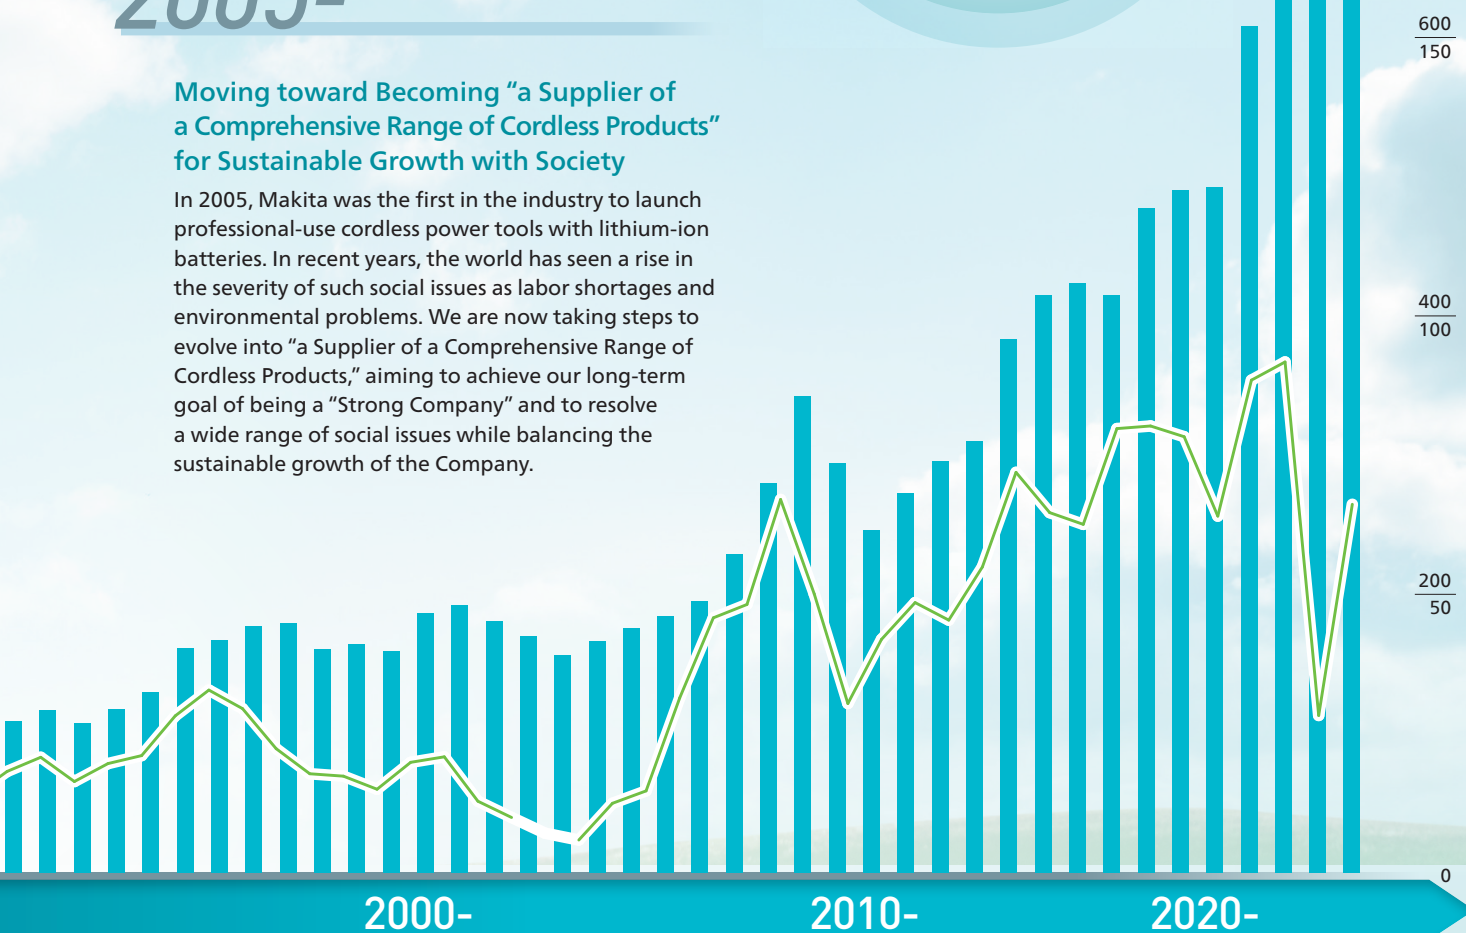 2005-
Moving toward Becoming “a Supplier of
a Comprehensive Range of Cordless Products”
for Sustainable Growth with Society
In 2005, Makita was the first in the industry to launch
professional-use cordless power tools with lithium-ion
batteries. In recent years, the world has seen a rise in
the severity of such social issues as labor shortages and
environmental problems. We are now taking steps to
evolve into “a Supplier of a Comprehensive Range of
Cordless Products,” aiming to achieve our long-term
goal of being a “Strong Company” and to resolve
a wide range of social issues while balancing the
sustainable growth of the Company.
600
150
400
100
200
50
0
2000-
2010-
2020-